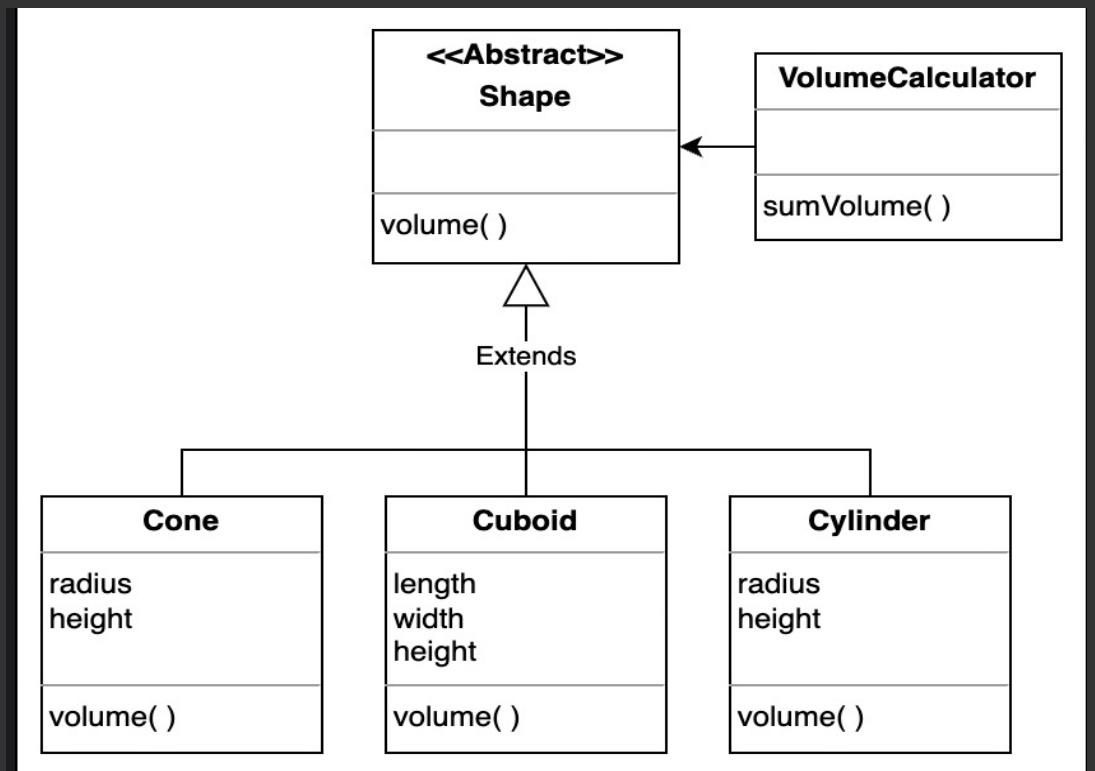 <<Abstract>>
Shape
volume( )
VolumeCalculator
sumVolume( )
Extends
Cone
radius
height
volume( )
Cuboid
length
width
height
volume( )
Cylinder
radius
height
volume( )